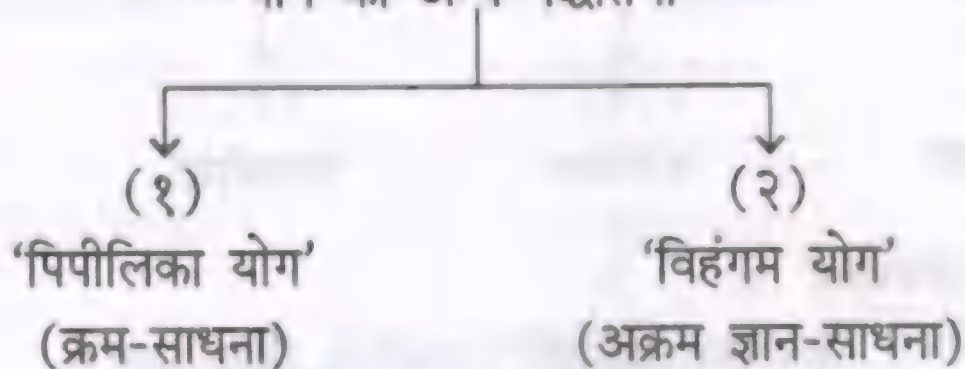 (१) (२)
'पिपीलिका योग' 'विहंगम योग'
(क्रम-साधना) (अक्रम ज्ञान-साधना)